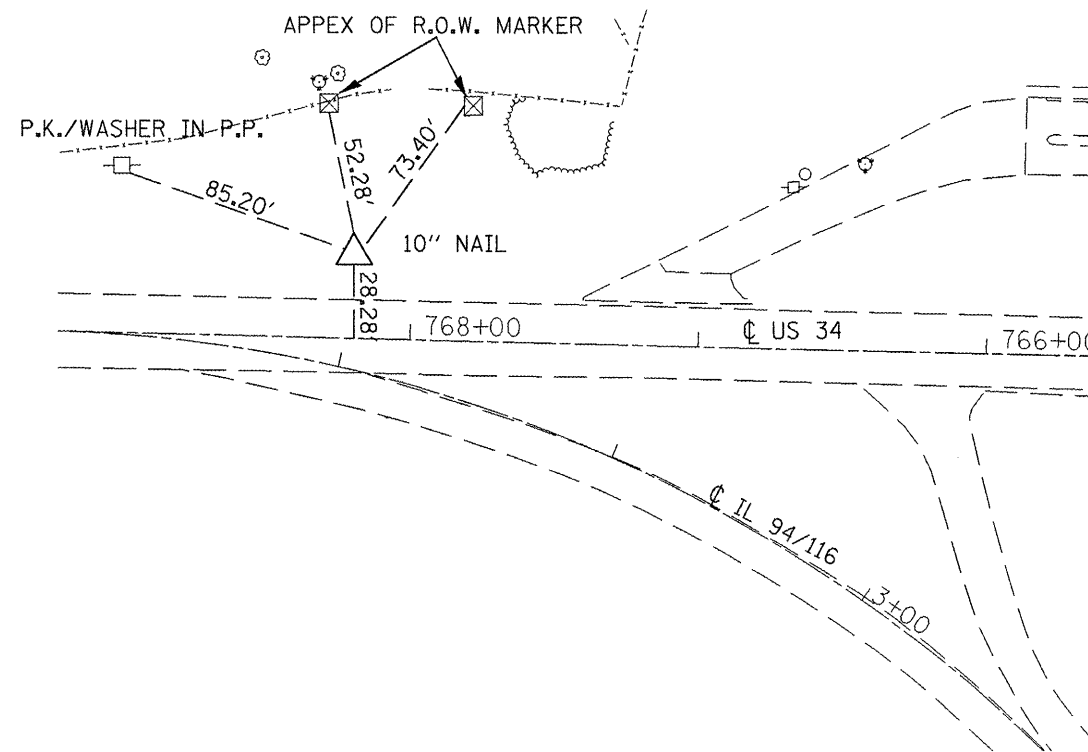 APPEX OF R.O.W. MARKER
P.K./WASHER IN P.P.
85.20'
52.28'
73.40'
10" NAIL
28.28'
768+00
℄ US 34
766+00
℄ IL 94/116
3+00